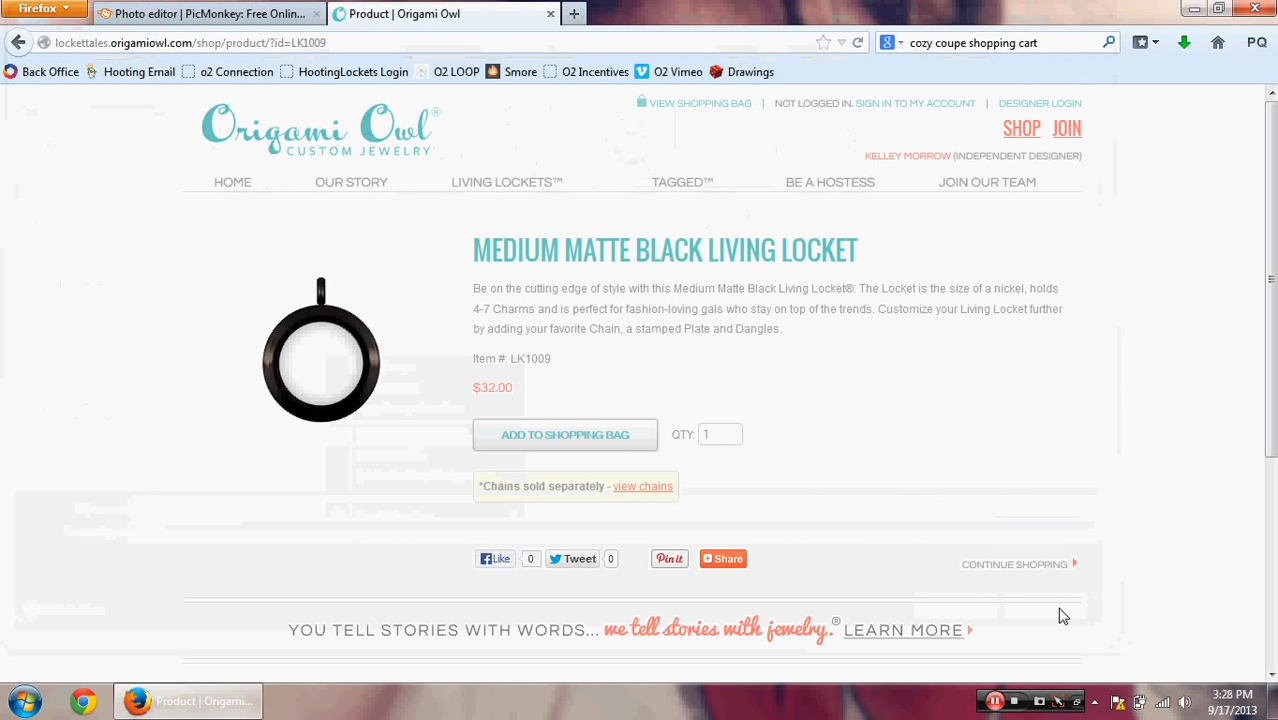 Firefox
Photo editor | PicMonkey: Free Onlin...
Product | Origami Owl
lockettales.origamiowl.com/shop/product/?id=LK1009
cozy coupe shopping cart
PQ
Back Office
Hooting Email
o2 Connection
HootingLockets Login
O2 LOOP
Smore
O2 Incentives
O2 Vimeo
Drawings
Origami Owl®
CUSTOM JEWELRY
VIEW SHOPPING BAG | NOT LOGGED IN. SIGN IN TO MY ACCOUNT | DESIGNER LOGIN
SHOP JOIN
KELLEY MORROW (INDEPENDENT DESIGNER)
HOME
OUR STORY
LIVING LOCKETS™
TAGGED™
BE A HOSTESS
JOIN OUR TEAM
MEDIUM MATTE BLACK LIVING LOCKET
Be on the cutting edge of style with this Medium Matte Black Living Locket®. The Locket is the size of a nickel, holds
4-7 Charms and is perfect for fashion-loving gals who stay on top of the trends. Customize your Living Locket further
by adding your favorite Chain, a stamped Plate and Dangles.
Item #: LK1009
$32.00
ADD TO SHOPPING BAG
QTY: 1
*Chains sold separately - view chains
Like 0
Tweet 0
Pin it
Share
CONTINUE SHOPPING
YOU TELL STORIES WITH WORDS... we tell stories with jewelry.® LEARN MORE
Product | Origami...
3:28 PM
9/17/2013